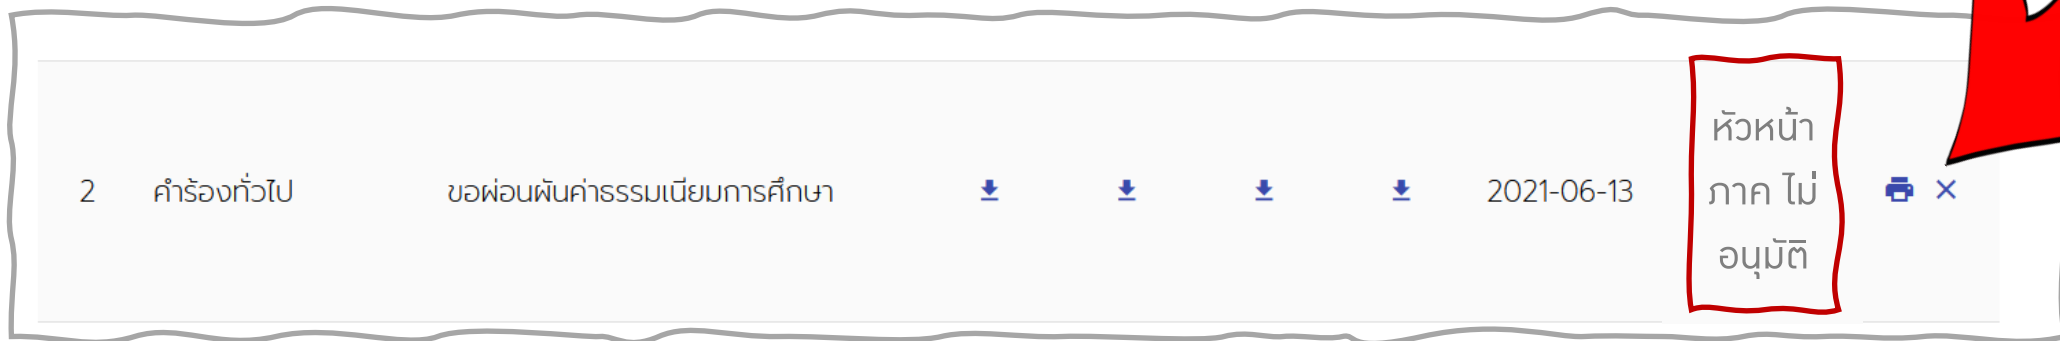 2 คำร้องทั่วไป ขอผ่อนผันค่าธรรมเนียมการศึกษา 2021-06-13
หัวหน้า
ภาค ไม่
อนุมัติ